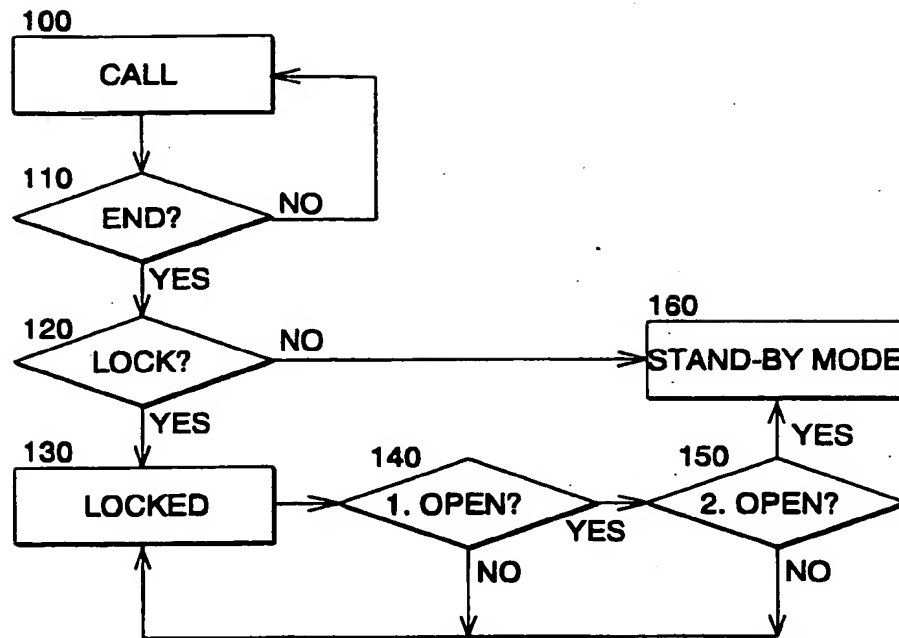 100
CALL
110
END?
NO
YES
120
LOCK?
NO
YES
160
STAND-BY MODE
130
LOCKED
140
1. OPEN?
YES
NO
150
2. OPEN?
YES
NO